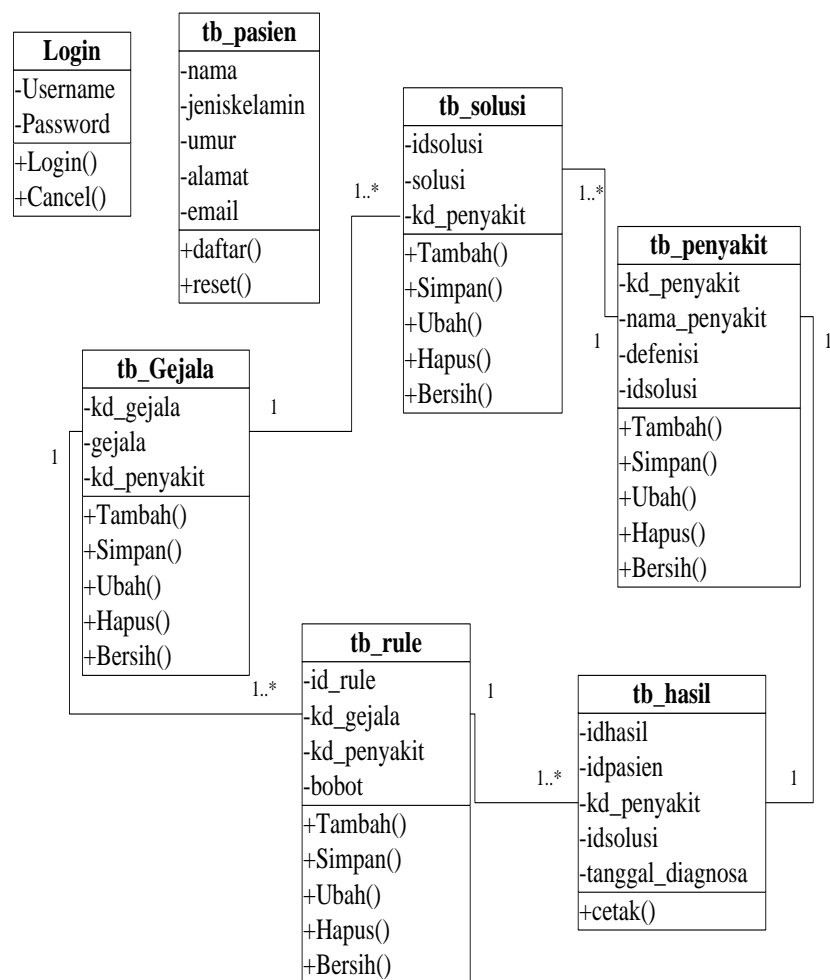 Login
-Username
-Password
+Login()
+Cancel()
tb_pasien
-nama
-jeniskelamin
-umur
-alamat
-email
+daftar()
+reset()
tb_solusi
-idsolusi
-solusi
-kd_penyakit
+Tambah()
+Simpan()
+Ubah()
+Hapus()
+Bersih()
1..*
1..*
tb_penyakit
-kd_penyakit
-nama_penyakit
-defenisi
-idsolusi
+Tambah()
+Simpan()
+Ubah()
+Hapus()
+Bersih()
1
1
tb_Gejala
-kd_gejala
-gejala
-kd_penyakit
+Tambah()
+Simpan()
+Ubah()
+Hapus()
+Bersih()
1
1
1..*
tb_rule
-id_rule
-kd_gejala
-kd_penyakit
-bobot
+Tambah()
+Simpan()
+Ubah()
+Hapus()
+Bersih()
1
1..*
tb_hasil
-idhasil
-idpasien
-kd_penyakit
-idsolusi
-tanggal_diagnosa
+cetak()
1